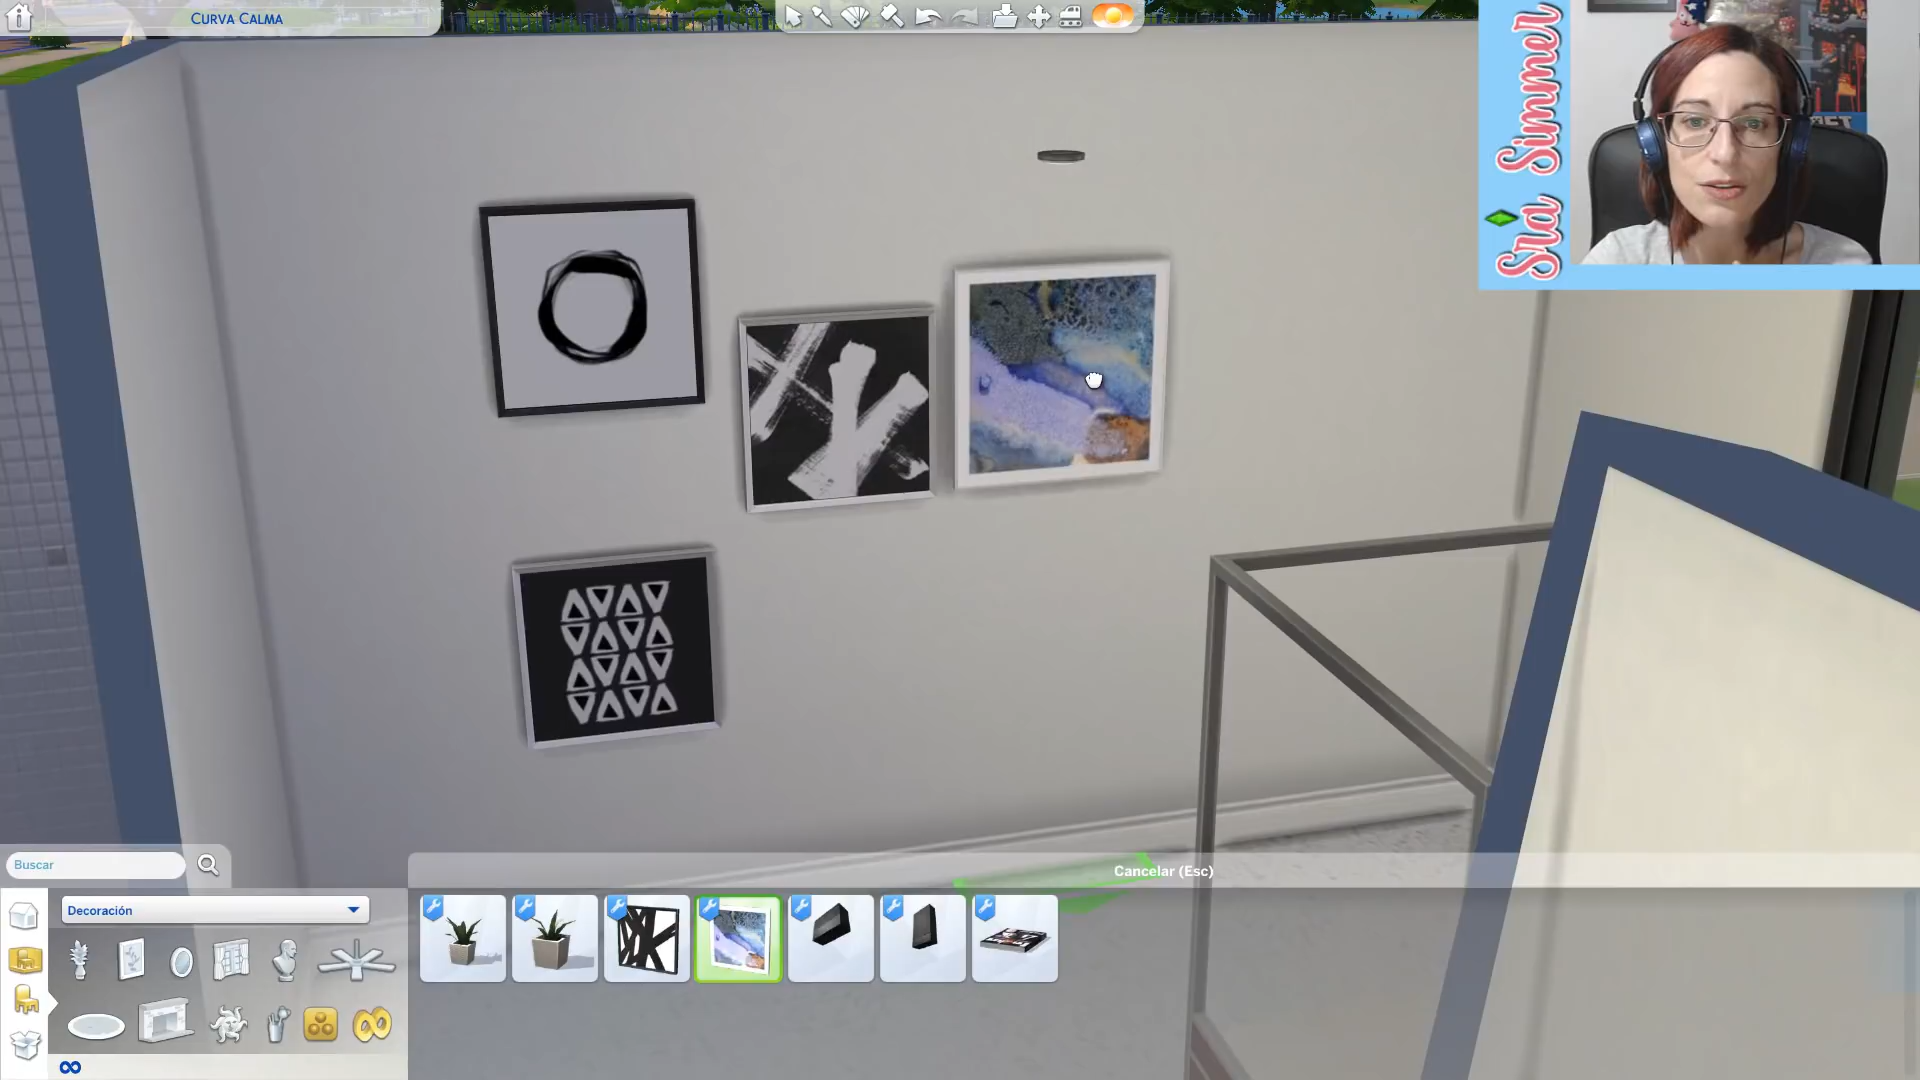 CURVA CALMA
Sra Simmer
Buscar
Cancelar (Esc)
Decoración